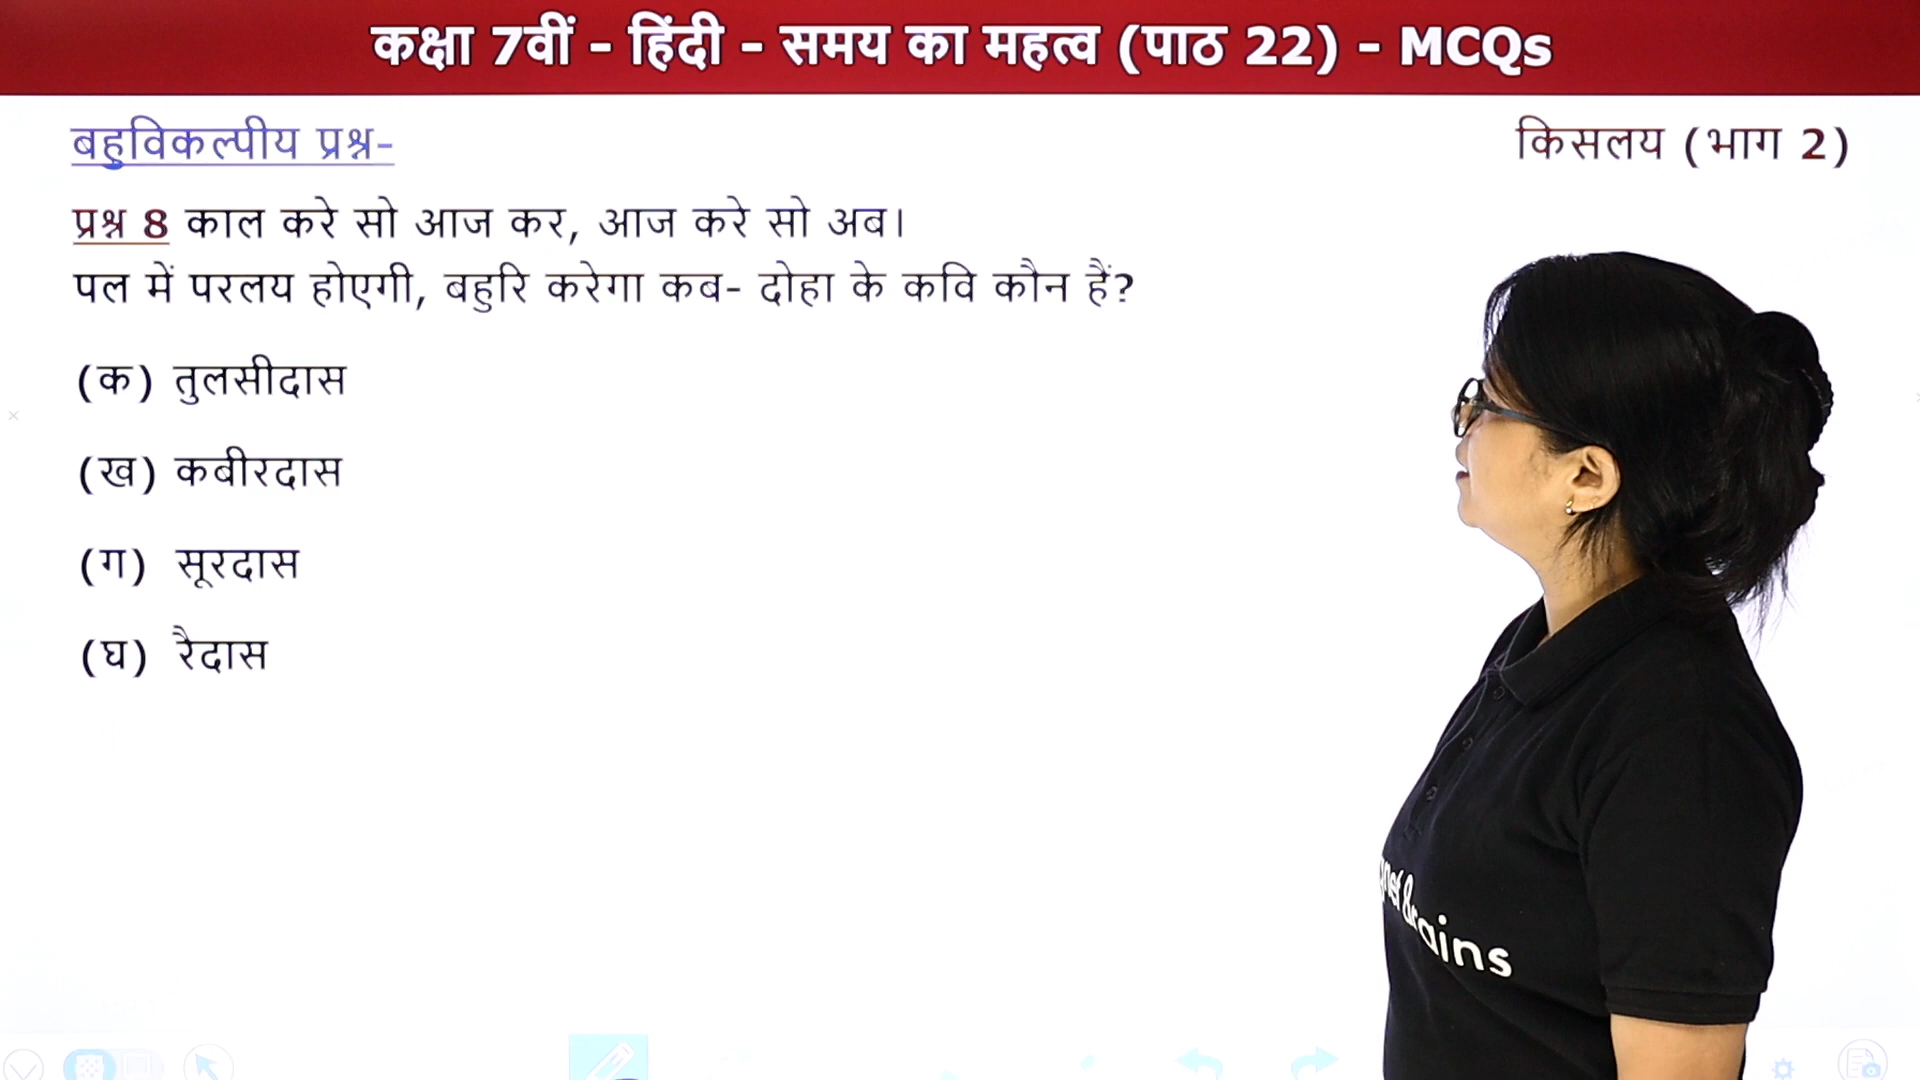 कक्षा 7वीं - हिंदी - समय का महत्व (पाठ 22) - MCQs
बहुविकल्पीय प्रश्न-
किसलय (भाग 2)
प्रश्न 8 काल करे सो आज कर, आज करे सो अब।
पल में परलय होएगी, बहुरि करेगा कब- दोहा के कवि कौन हैं?
(क) तुलसीदास
(ख) कबीरदास
(ग) सूरदास
(घ) रैदास